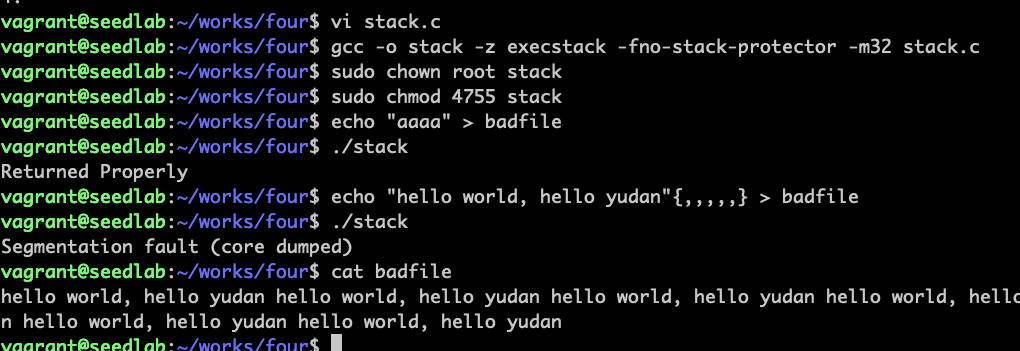 vagrant@seedlab:~/works/four$ vi stack.c
vagrant@seedlab:~/works/four$ gcc -o stack -z execstack -fno-stack-protector -m32 stack.c
vagrant@seedlab:~/works/four$ sudo chown root stack
vagrant@seedlab:~/works/four$ sudo chmod 4755 stack
vagrant@seedlab:~/works/four$ echo "aaaa" > badfile
vagrant@seedlab:~/works/four$ ./stack
Returned Properly
vagrant@seedlab:~/works/four$ echo "hello world, hello yudan"{,,,,,} > badfile
vagrant@seedlab:~/works/four$ ./stack
Segmentation fault (core dumped)
vagrant@seedlab:~/works/four$ cat badfile
hello world, hello yudan hello world, hello yudan hello world, hello yudan hello world, hello
n hello world, hello yudan hello world, hello yudan
vagrant@seedlab:~/works/four$